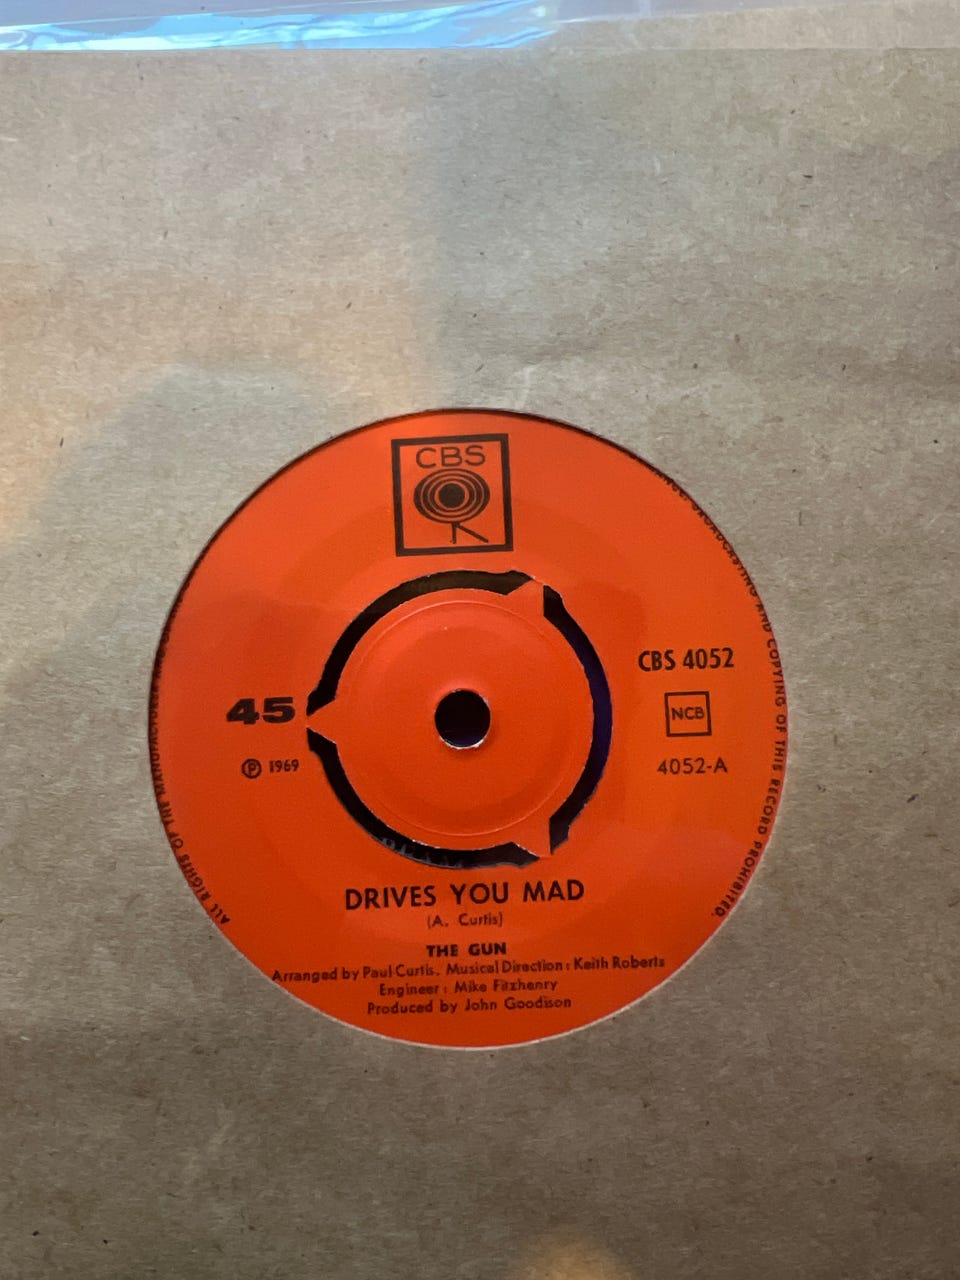 CBS
CBS 4052
45
NCB
Ⓟ 1969
4052-A
DRIVES YOU MAD
(A. Curtis)
THE GUN
Arranged by Paul Curtis. Musical Direction: Keith Roberts
Engineer: Mike Fitzhenry
Produced by John Goodison
ALL RIGHTS OF THE MANUFACTURER
BROADCASTING AND COPYING OF THIS RECORD PROHIBITED.